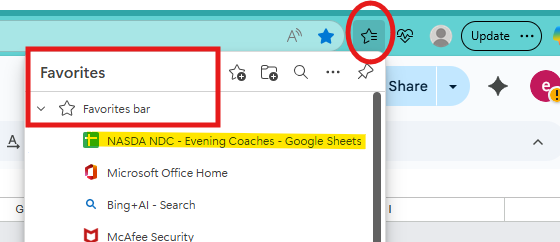 A))
Update
Favorites
Share
e
Favorites bar
A
NASDA NDC - Evening Coaches - Google Sheets
Microsoft Office Home
G
I
Bing+AI - Search
McAfee Security